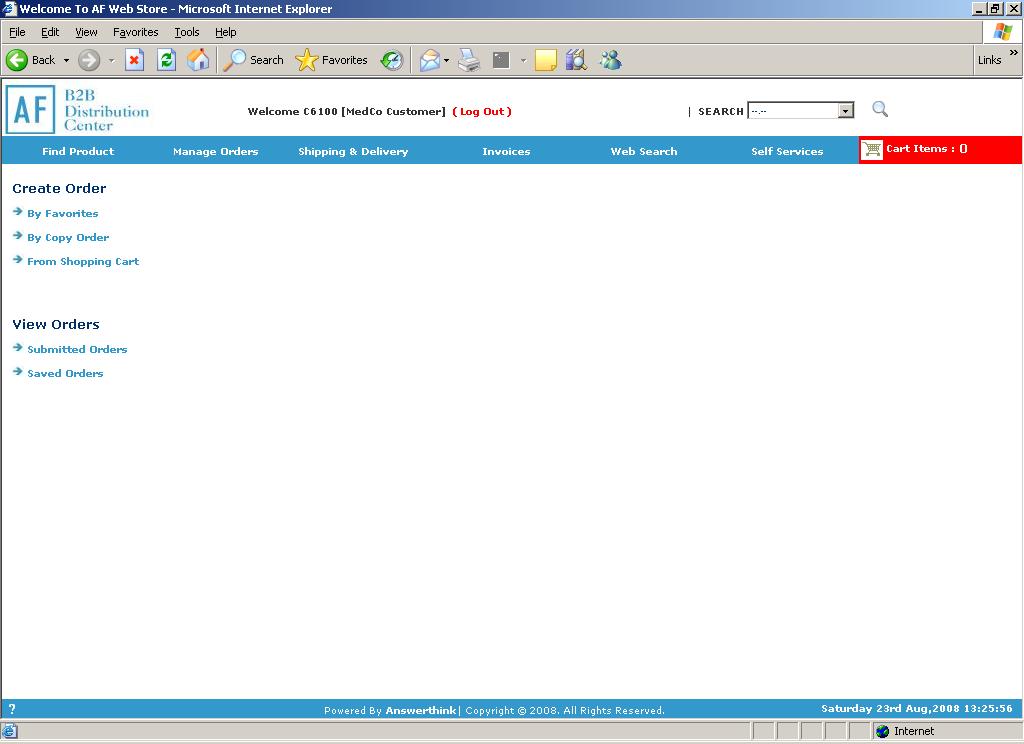 Welcome To AF Web Store - Microsoft Internet Explorer
File Edit View Favorites Tools Help
Back Search Favorites Links »
AF B2B Distribution Center
Welcome C6100 [MedCo Customer] ( Log Out ) | SEARCH --.--
Find Product Manage Orders Shipping & Delivery Invoices Web Search Self Services Cart Items : 0
Create Order
By Favorites
By Copy Order
From Shopping Cart
View Orders
Submitted Orders
Saved Orders
? Powered By Answerthink | Copyright © 2008. All Rights Reserved. Saturday 23rd Aug,2008 13:25:56
Internet